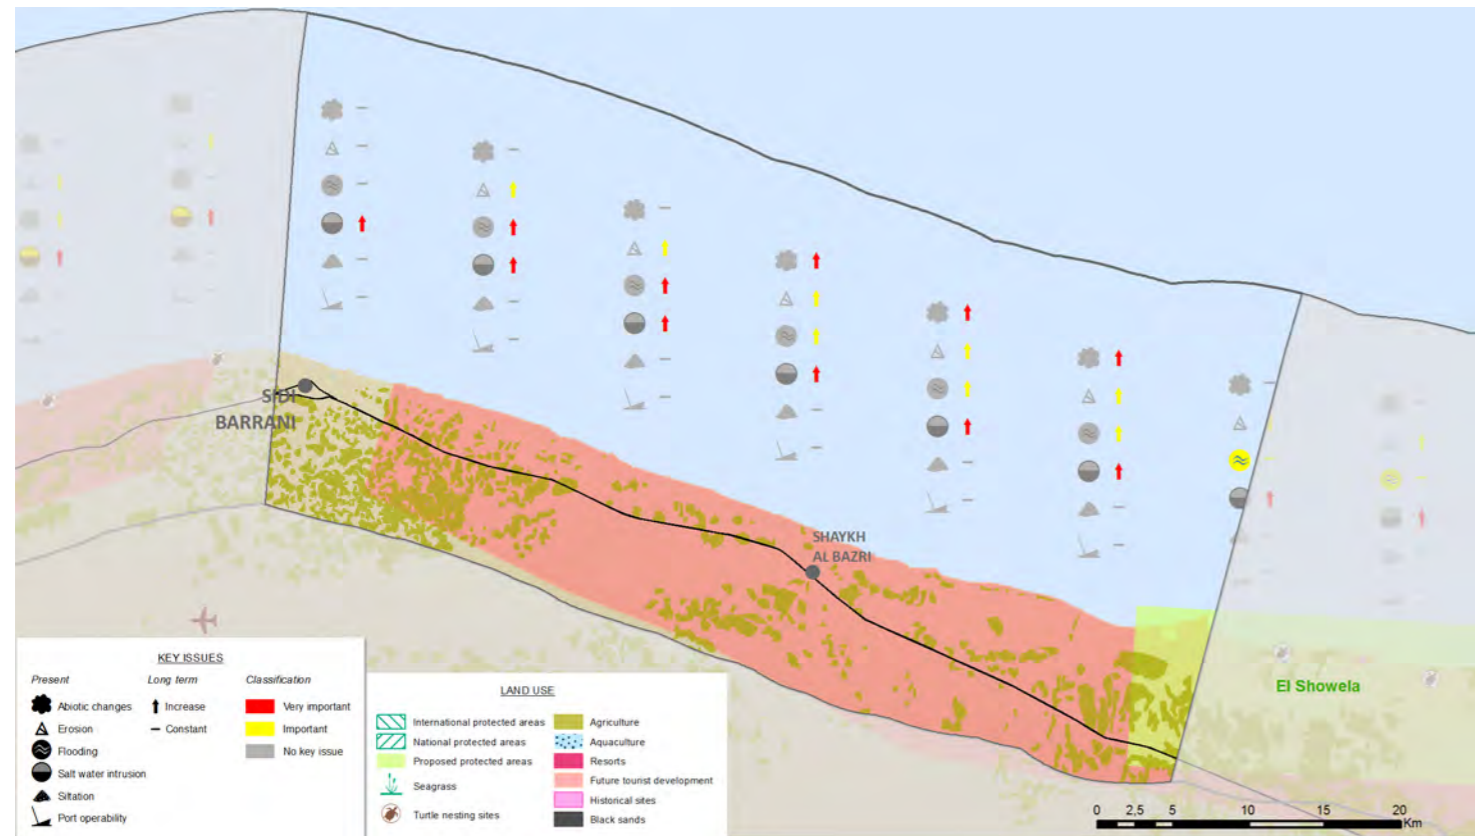 SIDI
BARRANI
SHAYKH
AL BAZRI
El Showela
KEY ISSUES
Present
Long term
Classification
Abiotic changes
Increase
Very important
Erosion
Constant
Important
Flooding
No key issue
Salt water intrusion
Siltation
Port operability
LAND USE
International protected areas
Agriculture
National protected areas
Aquaculture
Proposed protected areas
Resorts
Seagrass
Future tourist development
Historical sites
Turtle nesting sites
Black sands
0 2,5 5 10 15 20
Km